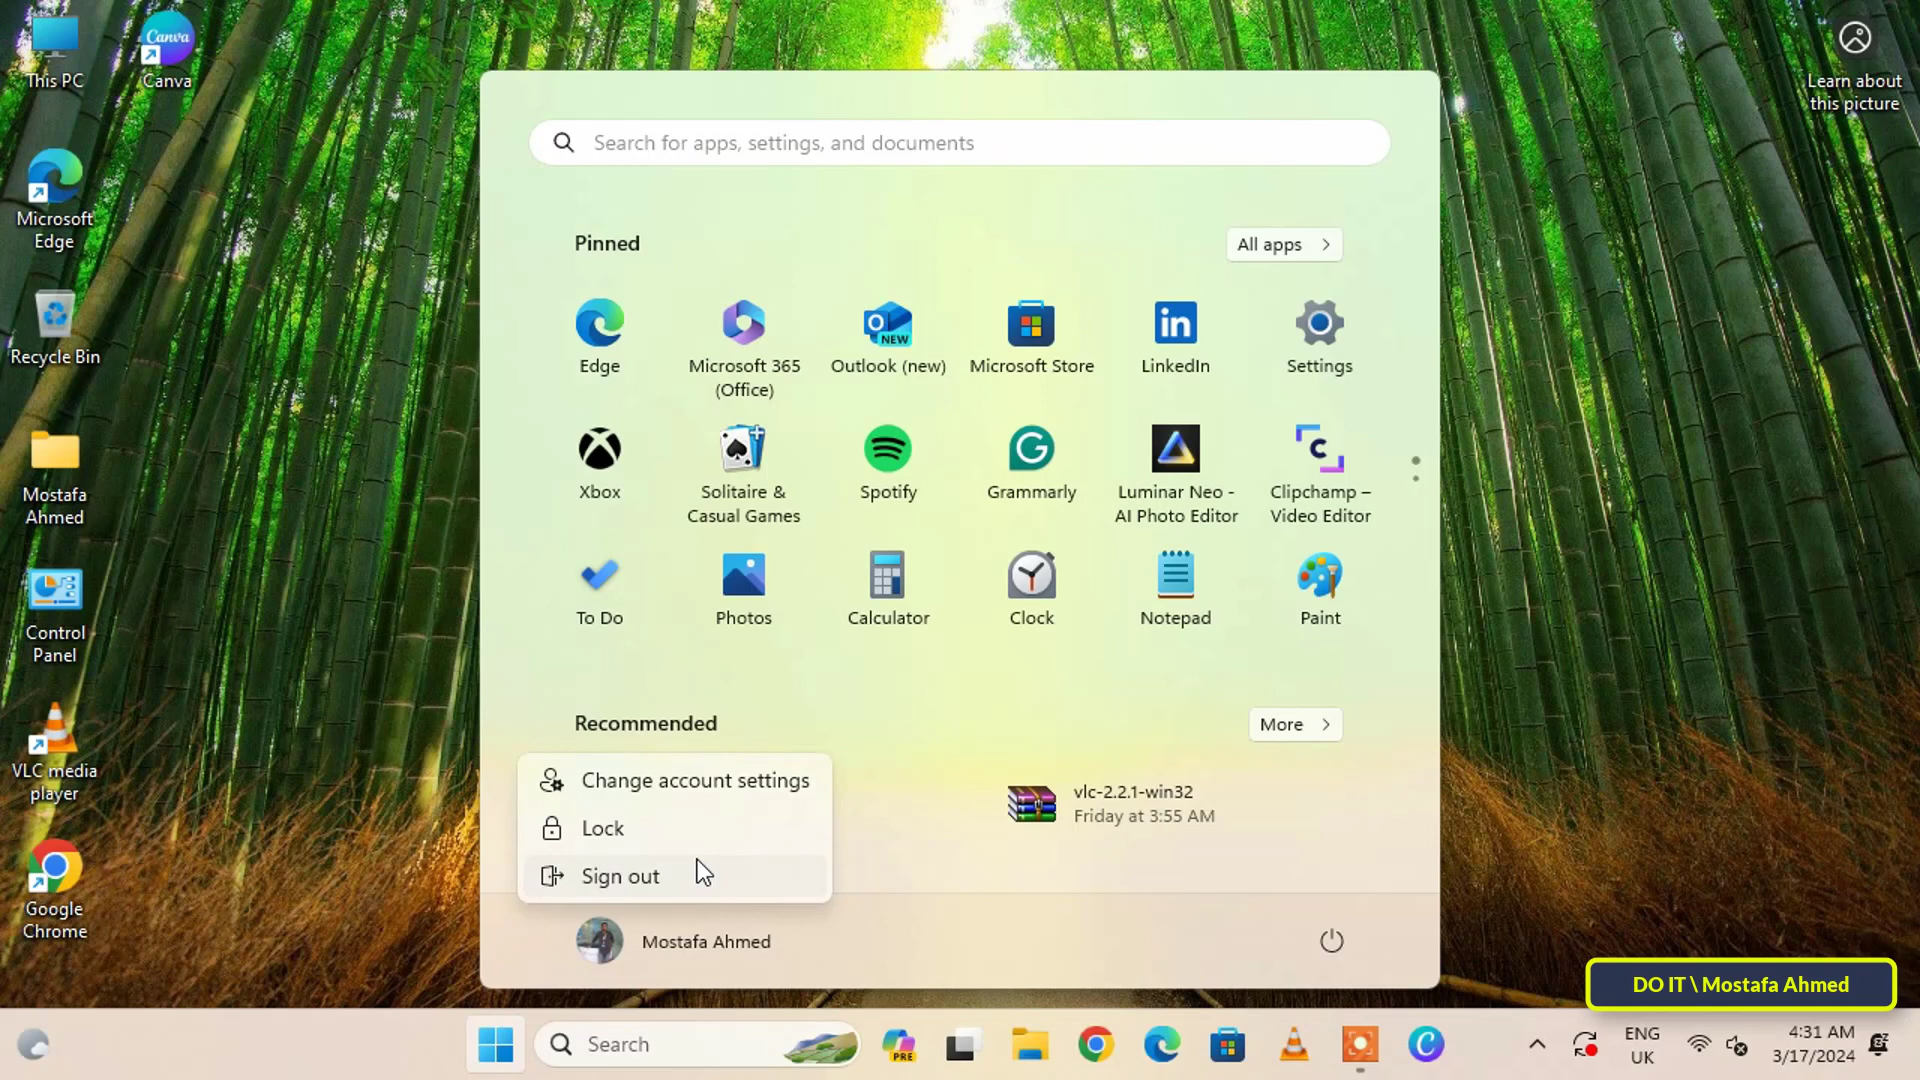 This PC
Canva
Canva
Learn about
this picture
Microsoft
Edge
Recycle Bin
Mostafa
Ahmed
Control
Panel
VLC media
player
Google
Chrome
Search for apps, settings, and documents
Pinned
All apps
Edge
Microsoft 365
(Office)
NEW
Outlook (new)
Microsoft Store
in
LinkedIn
Settings
Xbox
Solitaire &
Casual Games
Spotify
Grammarly
Luminar Neo -
AI Photo Editor
Clipchamp –
Video Editor
To Do
Photos
Calculator
Clock
Notepad
Paint
Recommended
More
Change account settings
Lock
Sign out
vlc-2.2.1-win32
Friday at 3:55 AM
Mostafa Ahmed
DO IT \ Mostafa Ahmed
Search
PRE
ENG
UK
4:31 AM
3/17/2024